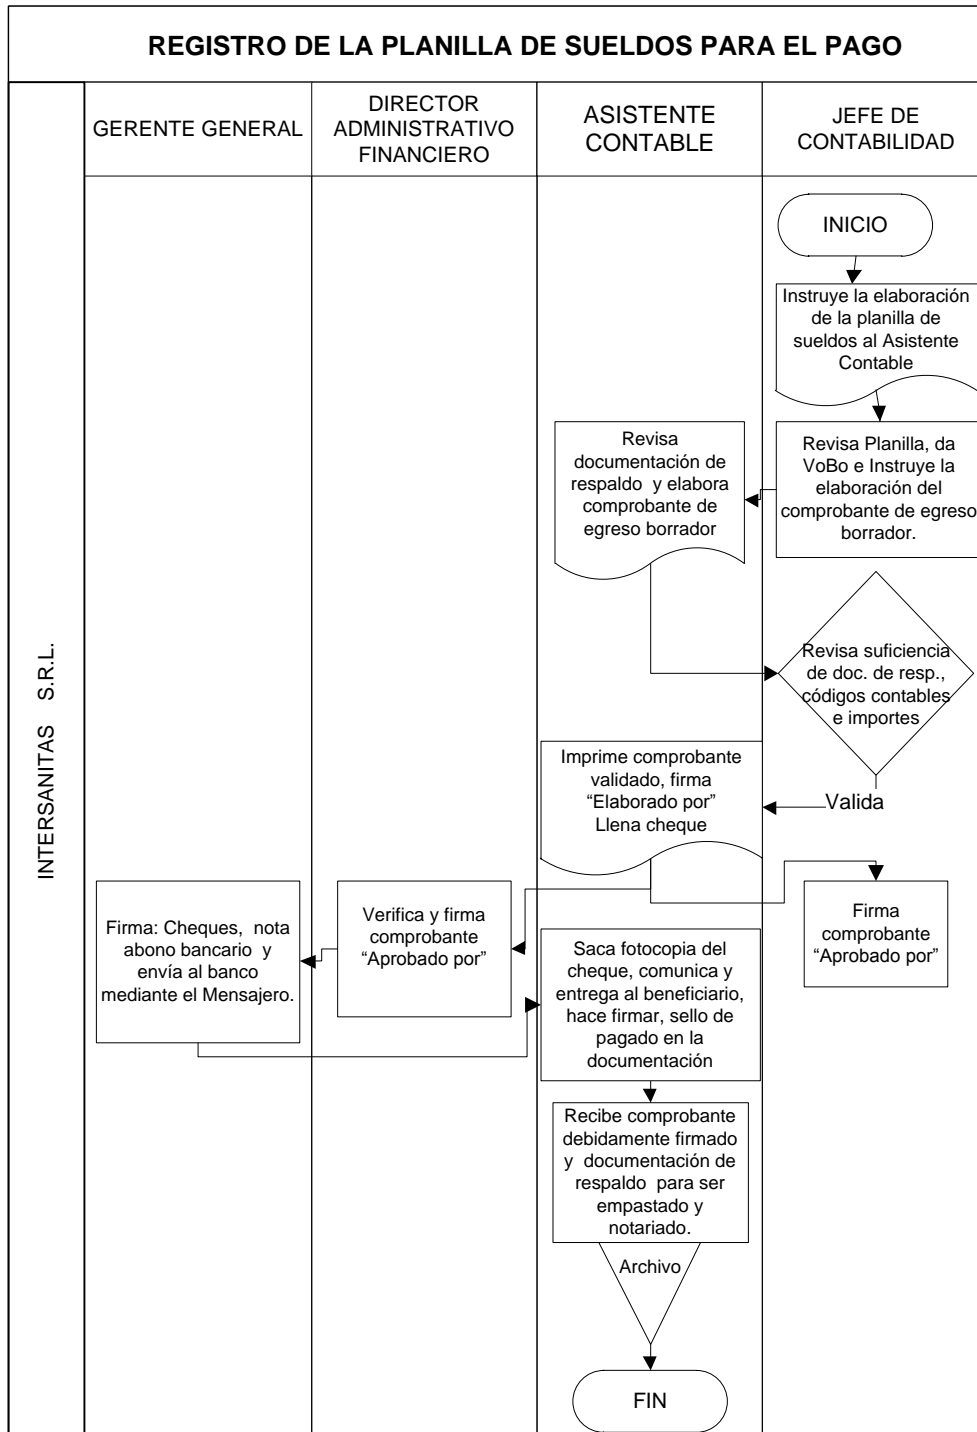 REGISTRO DE LA PLANILLA DE SUELDOS PARA EL PAGO
INTERSANITAS S.R.L.
GERENTE GENERAL
DIRECTOR
ADMINISTRATIVO
FINANCIERO
ASISTENTE
CONTABLE
JEFE DE
CONTABILIDAD
INICIO
Instruye la elaboración
de la planilla de
sueldos al Asistente
Contable
Revisa Planilla, da
VoBo e Instruye la
elaboración del
comprobante de egreso
borrador.
Revisa
documentación de
respaldo y elabora
comprobante de
egreso borrador
Revisa suficiencia
de doc. de resp.,
códigos contables
e importes
Valida
Imprime comprobante
validado, firma
“Elaborado por”
Llena cheque
Firma
comprobante
“Aprobado por”
Verifica y firma
comprobante
“Aprobado por”
Firma: Cheques, nota
abono bancario y
envía al banco
mediante el Mensajero.
Saca fotocopia del
cheque, comunica y
entrega al beneficiario,
hace firmar, sello de
pagado en la
documentación
Recibe comprobante
debidamente firmado
y documentación de
respaldo para ser
empastado y
notariado.
Archivo
FIN